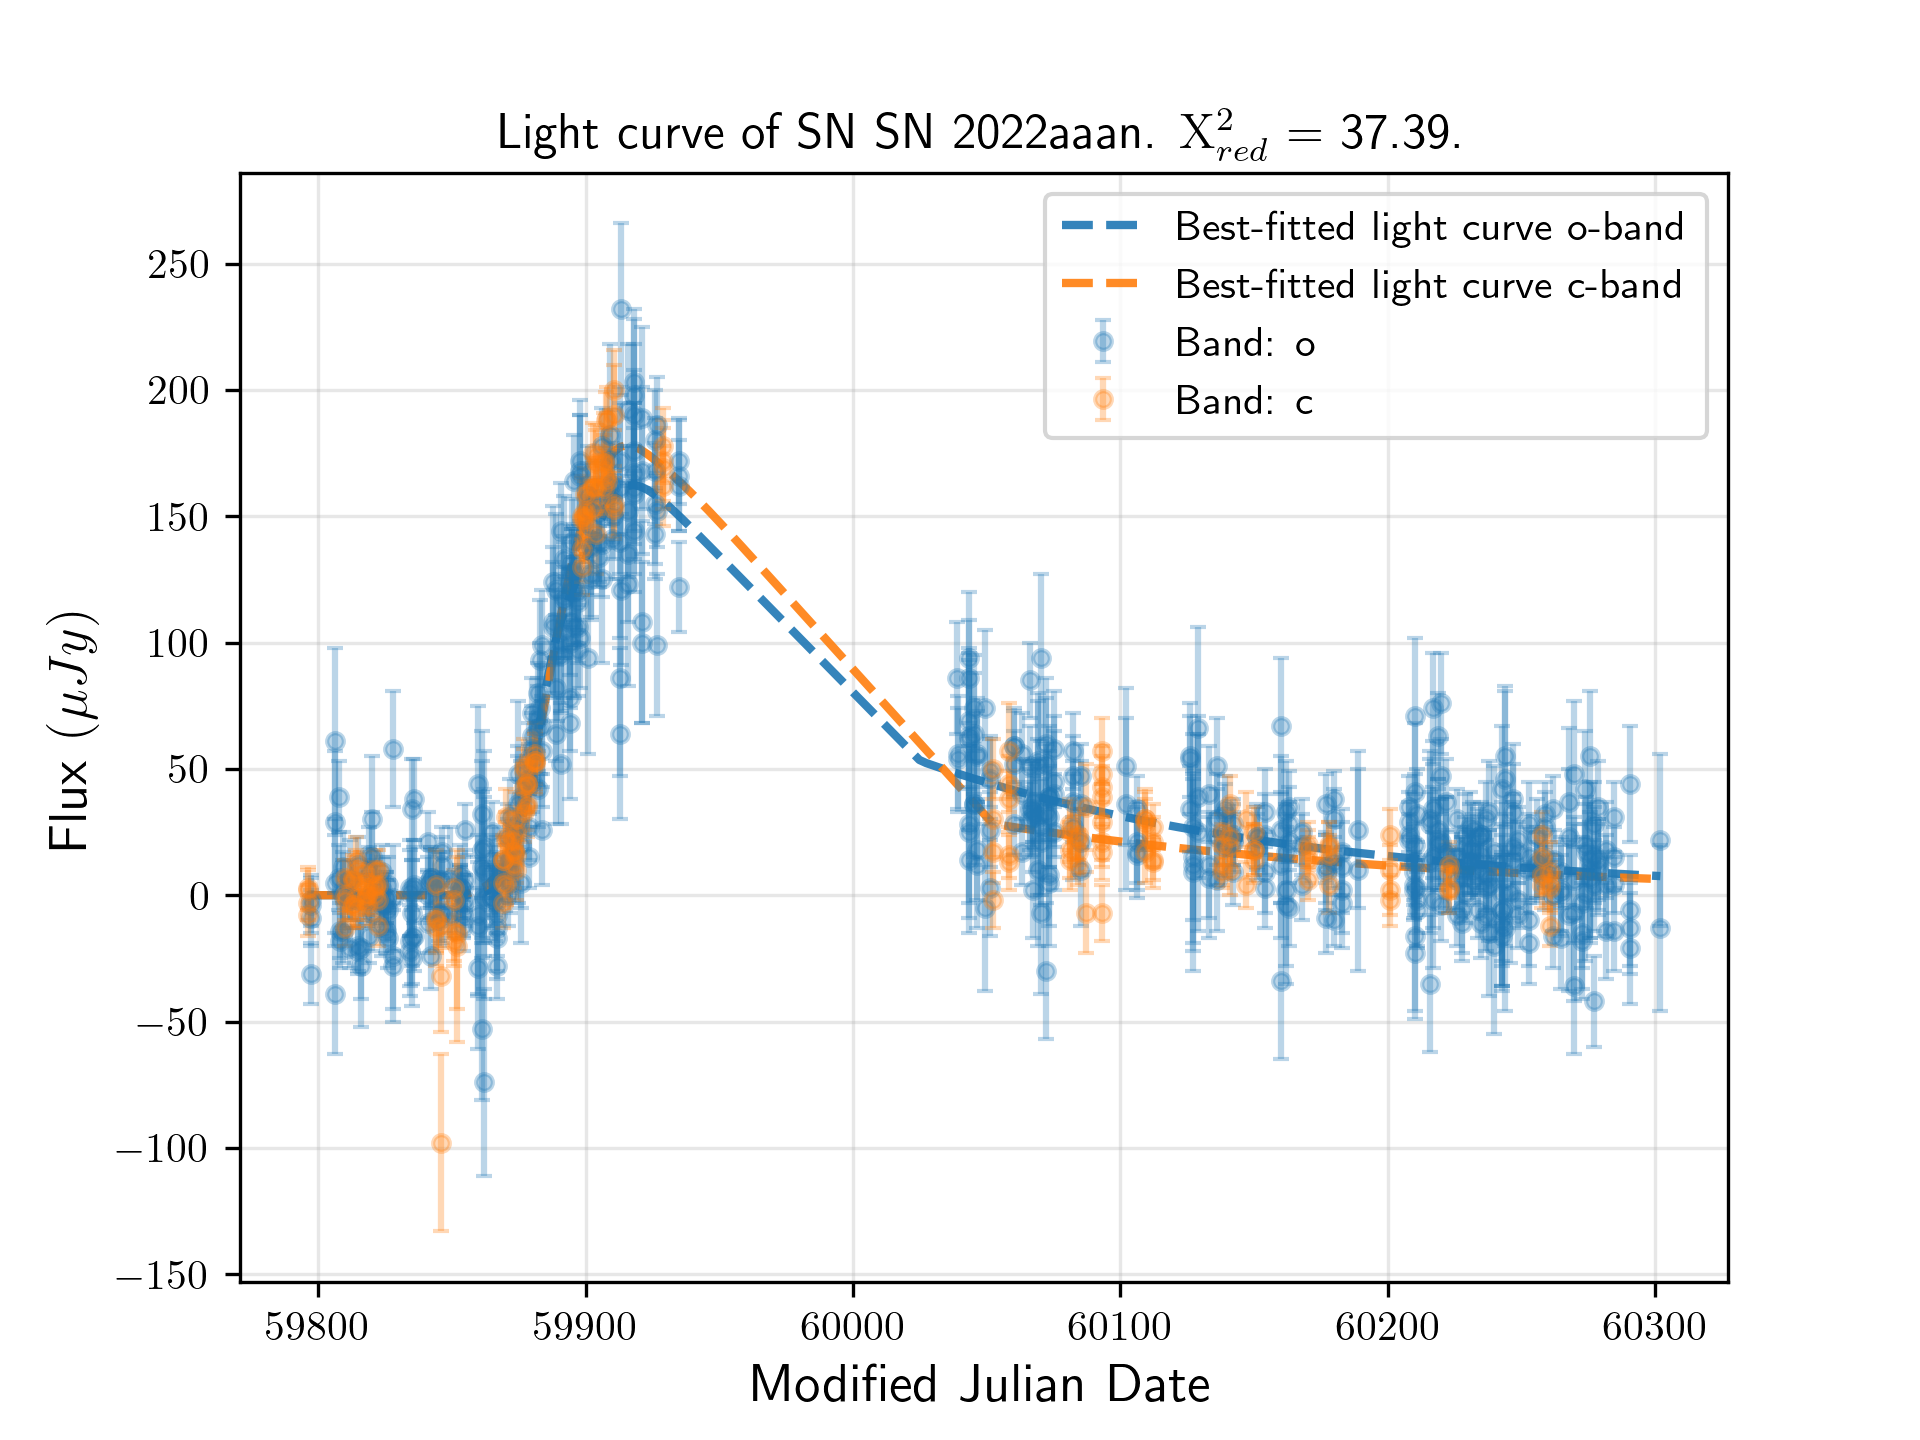 Light curve of SN SN 2022aaan. X²_red = 37.39.
Best-fitted light curve o-band
Best-fitted light curve c-band
Band: o
Band: c
Flux (μJy)
250
200
150
100
50
0
−50
−100
−150
59800
59900
60000
60100
60200
60300
Modified Julian Date